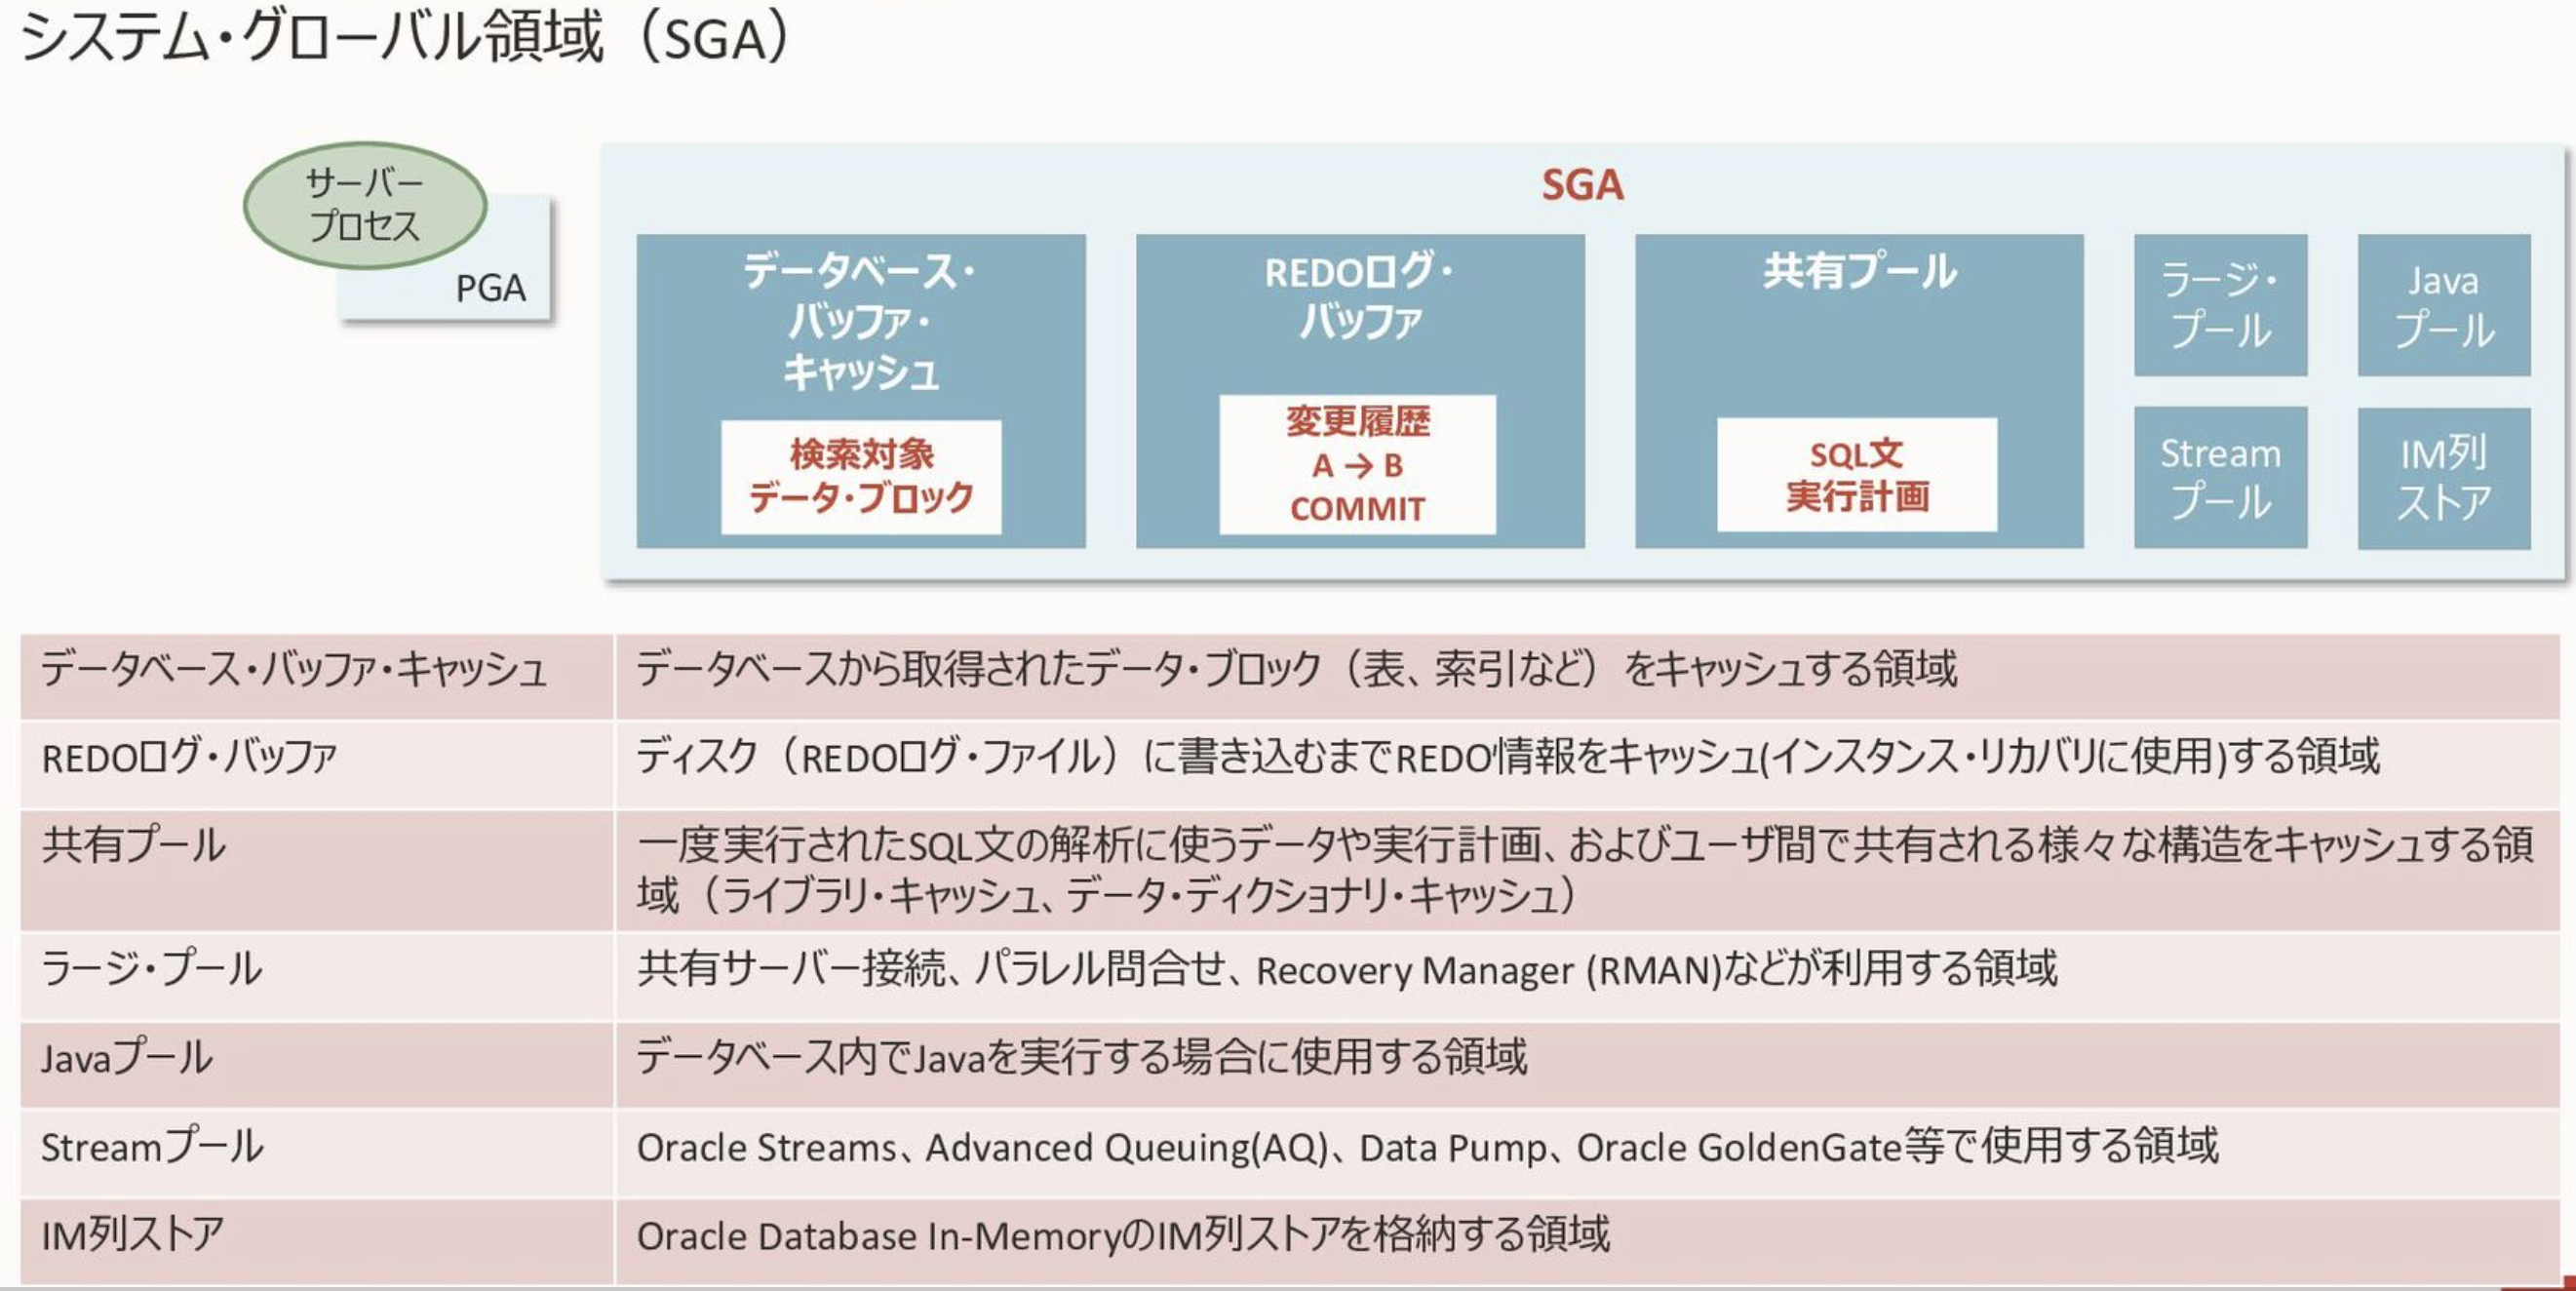 システム・グローバル領域（SGA）
サーバー
プロセス
PGA
SGA
データベース・
バッファ・
キャッシュ
検索対象
データ・ブロック
REDOログ・
バッファ
変更履歴
A → B
COMMIT
共有プール
SQL文
実行計画
ラージ・
プール
Java
プール
Stream
プール
IM列
ストア
データベース・バッファ・キャッシュ
データベースから取得されたデータ・ブロック（表、索引など）をキャッシュする領域
REDOログ・バッファ
ディスク（REDOログ・ファイル）に書き込むまでREDO情報をキャッシュ(インスタンス・リカバリに使用)する領域
共有プール
一度実行されたSQL文の解析に使うデータや実行計画、およびユーザ間で共有される様々な構造をキャッシュする領
域（ライブラリ・キャッシュ、データ・ディクショナリ・キャッシュ）
ラージ・プール
共有サーバー接続、パラレル問合せ、Recovery Manager (RMAN)などが利用する領域
Javaプール
データベース内でJavaを実行する場合に使用する領域
Streamプール
Oracle Streams、Advanced Queuing(AQ)、Data Pump、Oracle GoldenGate等で使用する領域
IM列ストア
Oracle Database In-MemoryのIM列ストアを格納する領域